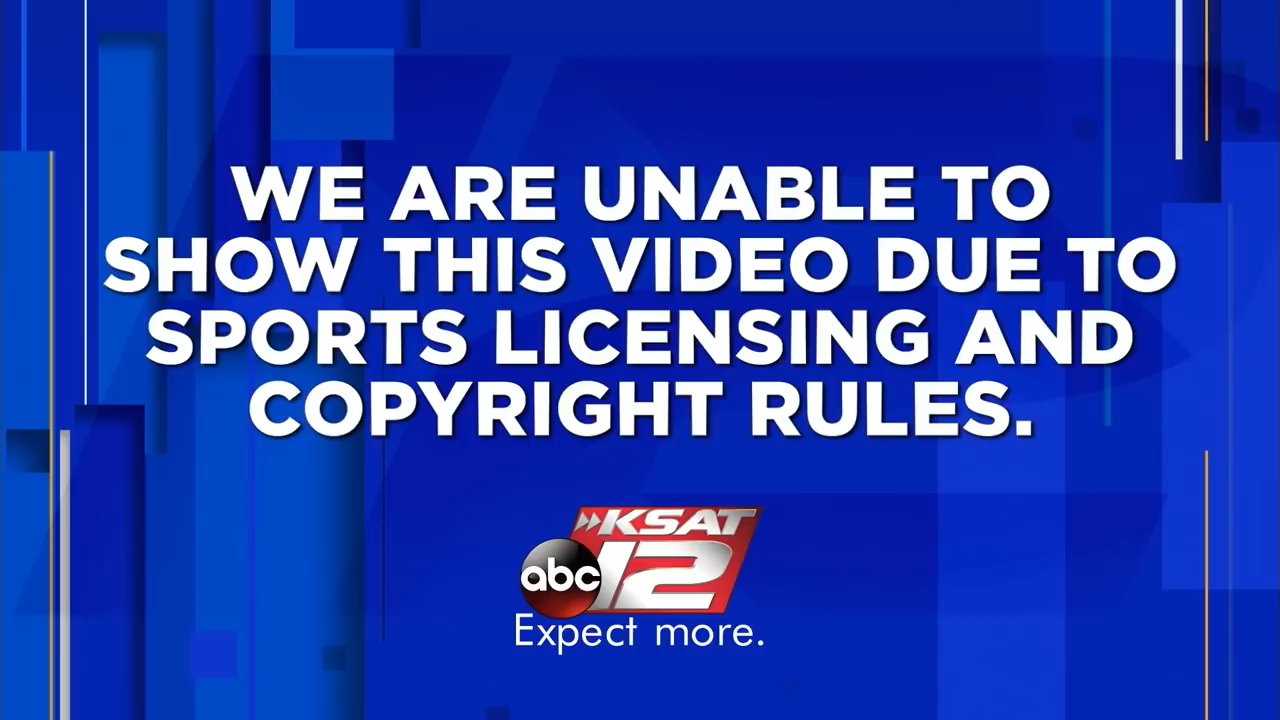 WE ARE UNABLE TO
SHOW THIS VIDEO DUE TO
SPORTS LICENSING AND
COPYRIGHT RULES.
KSAT
abc 12
Expect more.